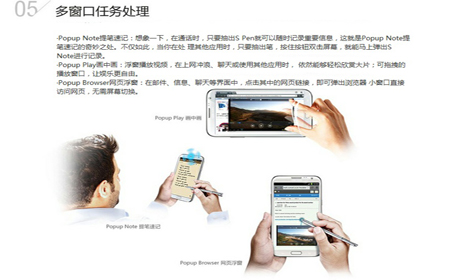 05 多窗口任务处理
·Popup Note提笔速记：想象一下，在通话时，只要抽出S Pen就可以随时记录重要信息，这就是Popup Note提
笔速记的奇妙之处。不仅如此，当你在处 理其他应用时，只要抽出笔，按住按钮双击屏幕，就能马上弹出S
Note进行记录。
·Popup Play画中画：浮窗播放视频，在上网冲浪、聊天或使用其他应用时， 依然能够轻松欣赏大片；可拖拽的
播放窗口，让娱乐更自由。
·Popup Browser网页浮窗：在邮件、信息、聊天等界面中，点击其中的网页链接，即可弹出浏览器 小窗口直接
访问网页，无需屏幕切换。
Popup Play 画中画
Popup Note 提笔速记
Popup Browser 网页浮窗